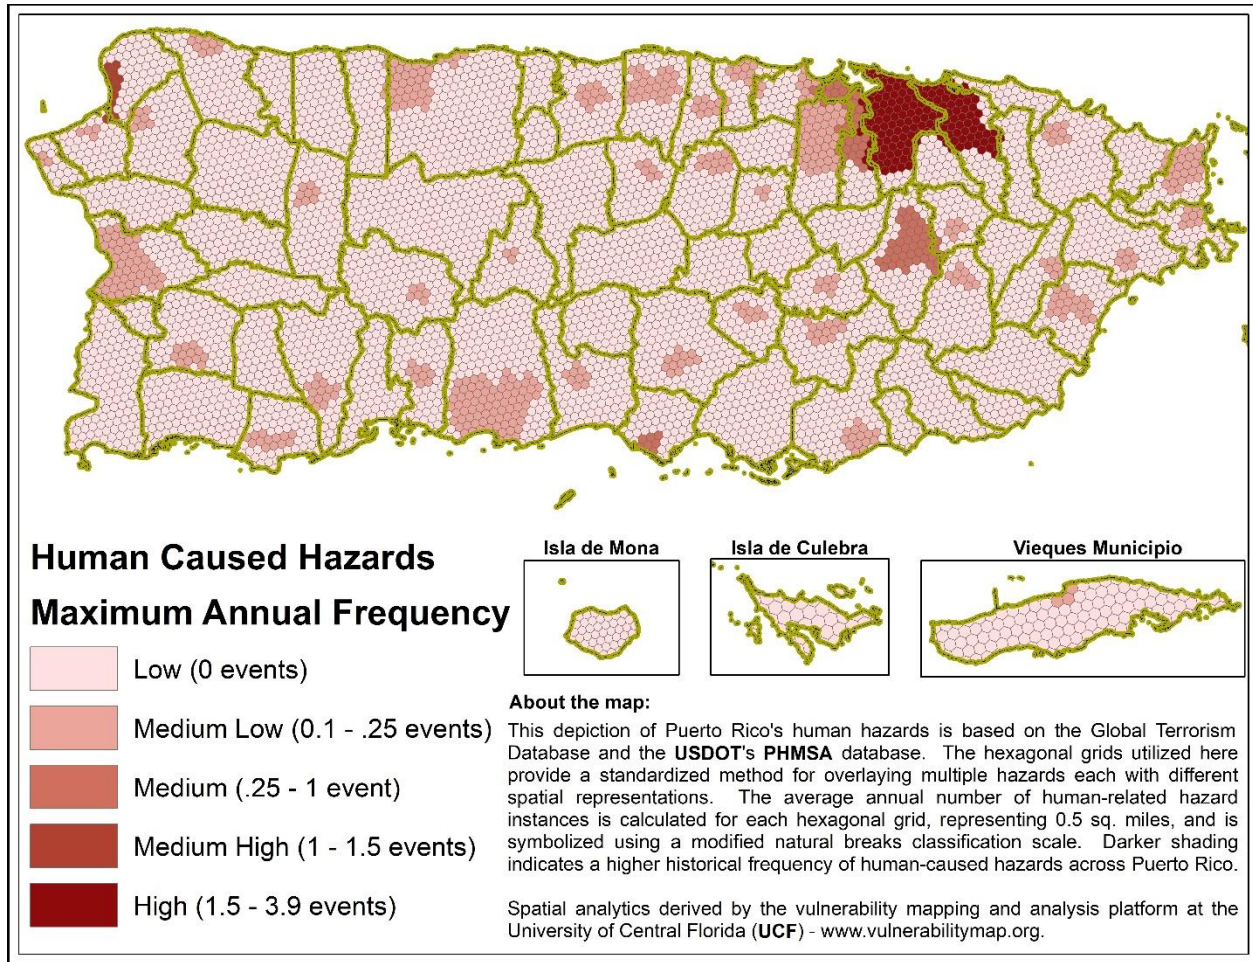 Isla de Mona
Isla de Culebra
Vieques Municipio
Human Caused Hazards
Maximum Annual Frequency
Low (0 events)
Medium Low (0.1 - .25 events)
Medium (.25 - 1 event)
Medium High (1 - 1.5 events)
High (1.5 - 3.9 events)
About the map:
This depiction of Puerto Rico's human hazards is based on the Global Terrorism
Database and the USDOT's PHMSA database. The hexagonal grids utilized here
provide a standardized method for overlaying multiple hazards each with different
spatial representations. The average annual number of human-related hazard
instances is calculated for each hexagonal grid, representing 0.5 sq. miles, and is
symbolized using a modified natural breaks classification scale. Darker shading
indicates a higher historical frequency of human-caused hazards across Puerto Rico.
Spatial analytics derived by the vulnerability mapping and analysis platform at the
University of Central Florida (UCF) - www.vulnerabilitymap.org.